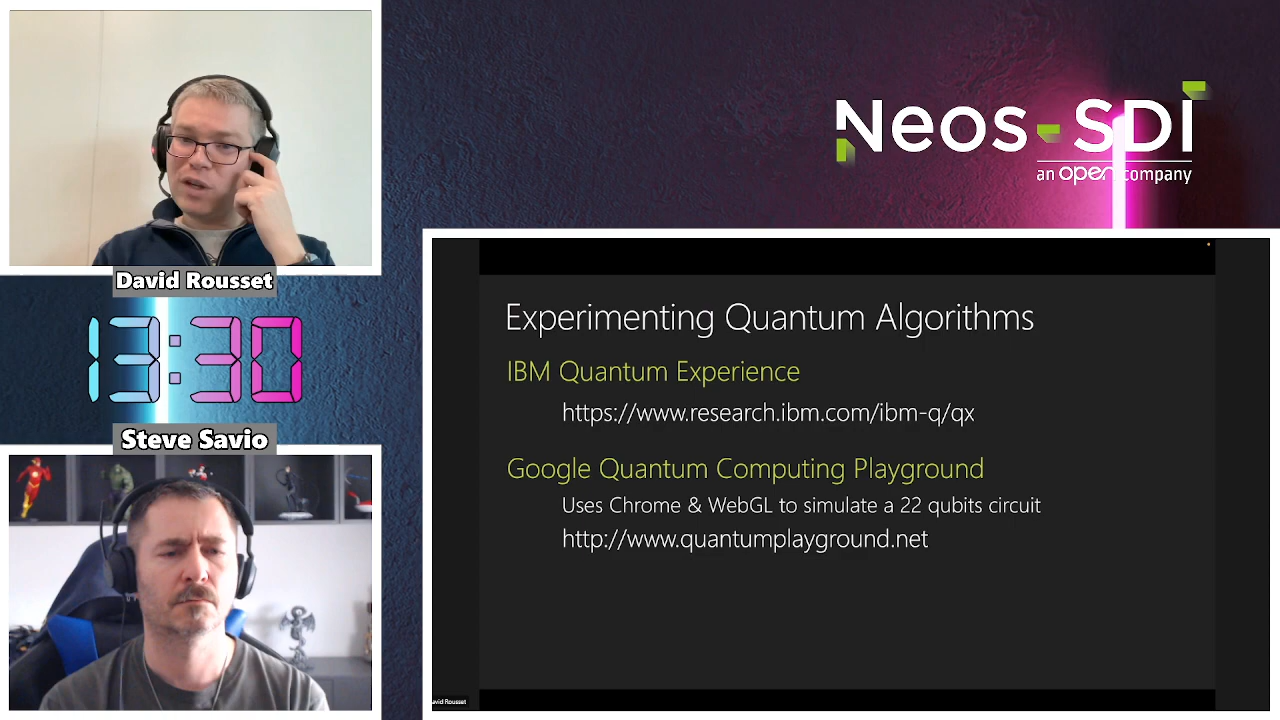 David Rousset
13:30
Steve Savio
Neos-SDI
an open company
Experimenting Quantum Algorithms
IBM Quantum Experience
https://www.research.ibm.com/ibm-q/qx
Google Quantum Computing Playground
Uses Chrome & WebGL to simulate a 22 qubits circuit
http://www.quantumplayground.net
avid Rousset